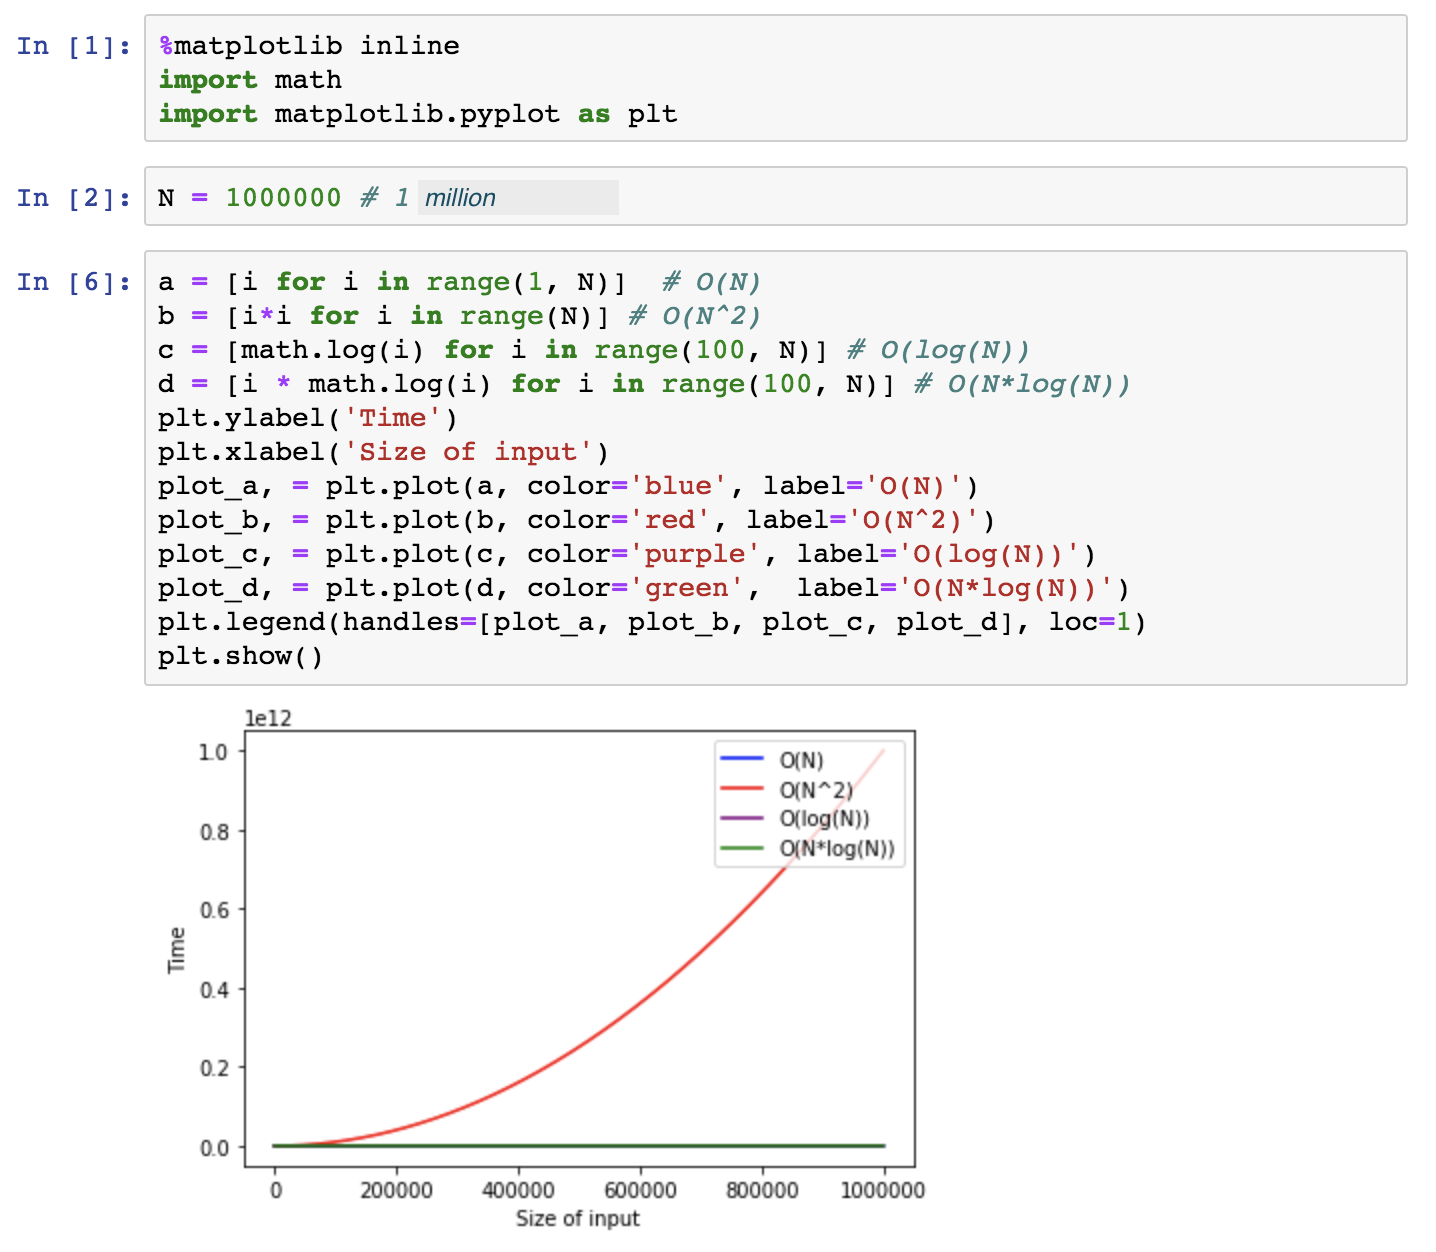 In [1]: %matplotlib inline
import math
import matplotlib.pyplot as plt
In [2]: N = 1000000 # 1 million
In [6]: a = [i for i in range(1, N)]  # O(N)
b = [i*i for i in range(N)] # O(N^2)
c = [math.log(i) for i in range(100, N)] # O(log(N))
d = [i * math.log(i) for i in range(100, N)] # O(N*log(N))
plt.ylabel('Time')
plt.xlabel('Size of input')
plot_a, = plt.plot(a, color='blue', label='O(N)')
plot_b, = plt.plot(b, color='red', label='O(N^2)')
plot_c, = plt.plot(c, color='purple', label='O(log(N))')
plot_d, = plt.plot(d, color='green',  label='O(N*log(N))')
plt.legend(handles=[plot_a, plot_b, plot_c, plot_d], loc=1)
plt.show()
1e12
1.0
0.8
0.6
0.4
0.2
0.0
Time
O(N)
O(N^2)
O(log(N))
O(N*log(N))
0 200000 400000 600000 800000 1000000
Size of input